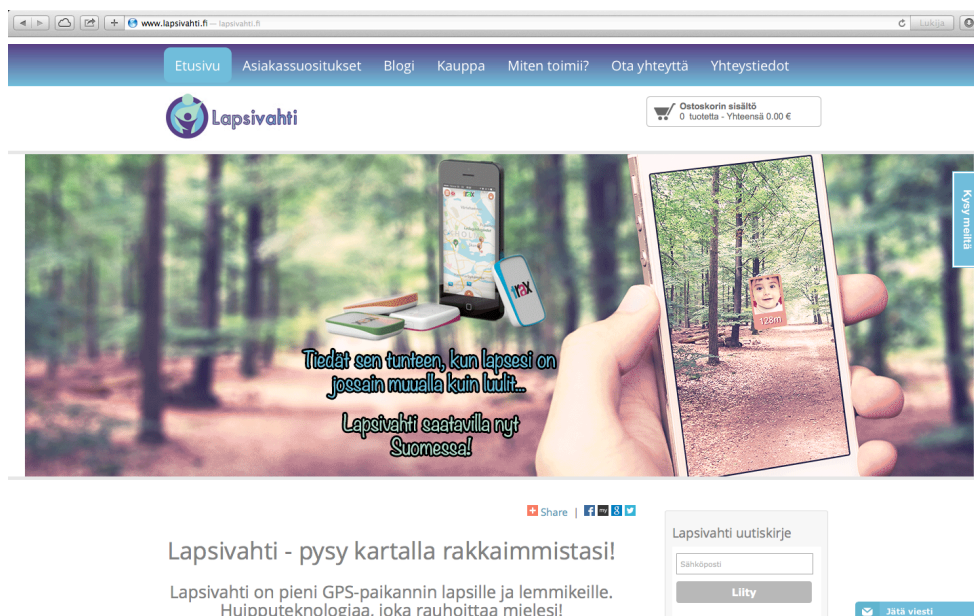 www.lapsivahti.fi — lapsivahti.fi
Lukija
Etusivu Asiakassuositukset Blogi Kauppa Miten toimii? Ota yhteyttä Yhteystiedot
Lapsivahti
Ostoskorin sisältö
0 tuotetta - Yhteensä 0.00 €
Kysy meiltä
trax
128m
Tiedät sen tunteen, kun lapsesi on
jossain muualla kuin luulit...
Lapsivahti saatavilla nyt
Suomessa!
Share |
Lapsivahti uutiskirje
Lapsivahti - pysy kartalla rakkaimmistasi!
Sähköposti
Liity
Lapsivahti on pieni GPS-paikannin lapsille ja lemmikeille.
Huipputeknologiaa, joka rauhoittaa mielesi!
Jätä viesti